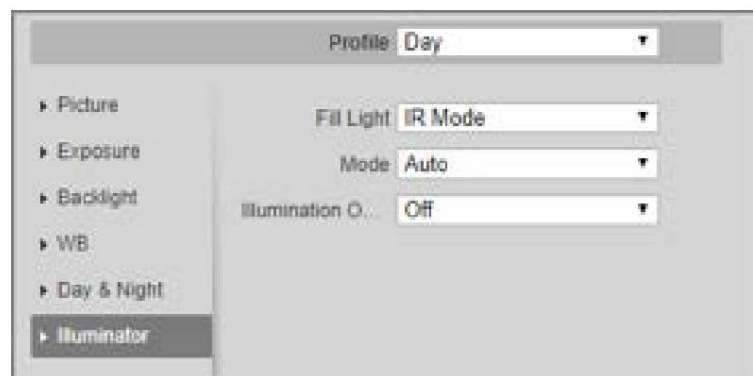 Profile Day
Picture
Fill Light IR Mode
Exposure
Mode Auto
Backlight
Illumination O... Off
WB
Day & Night
Illuminator